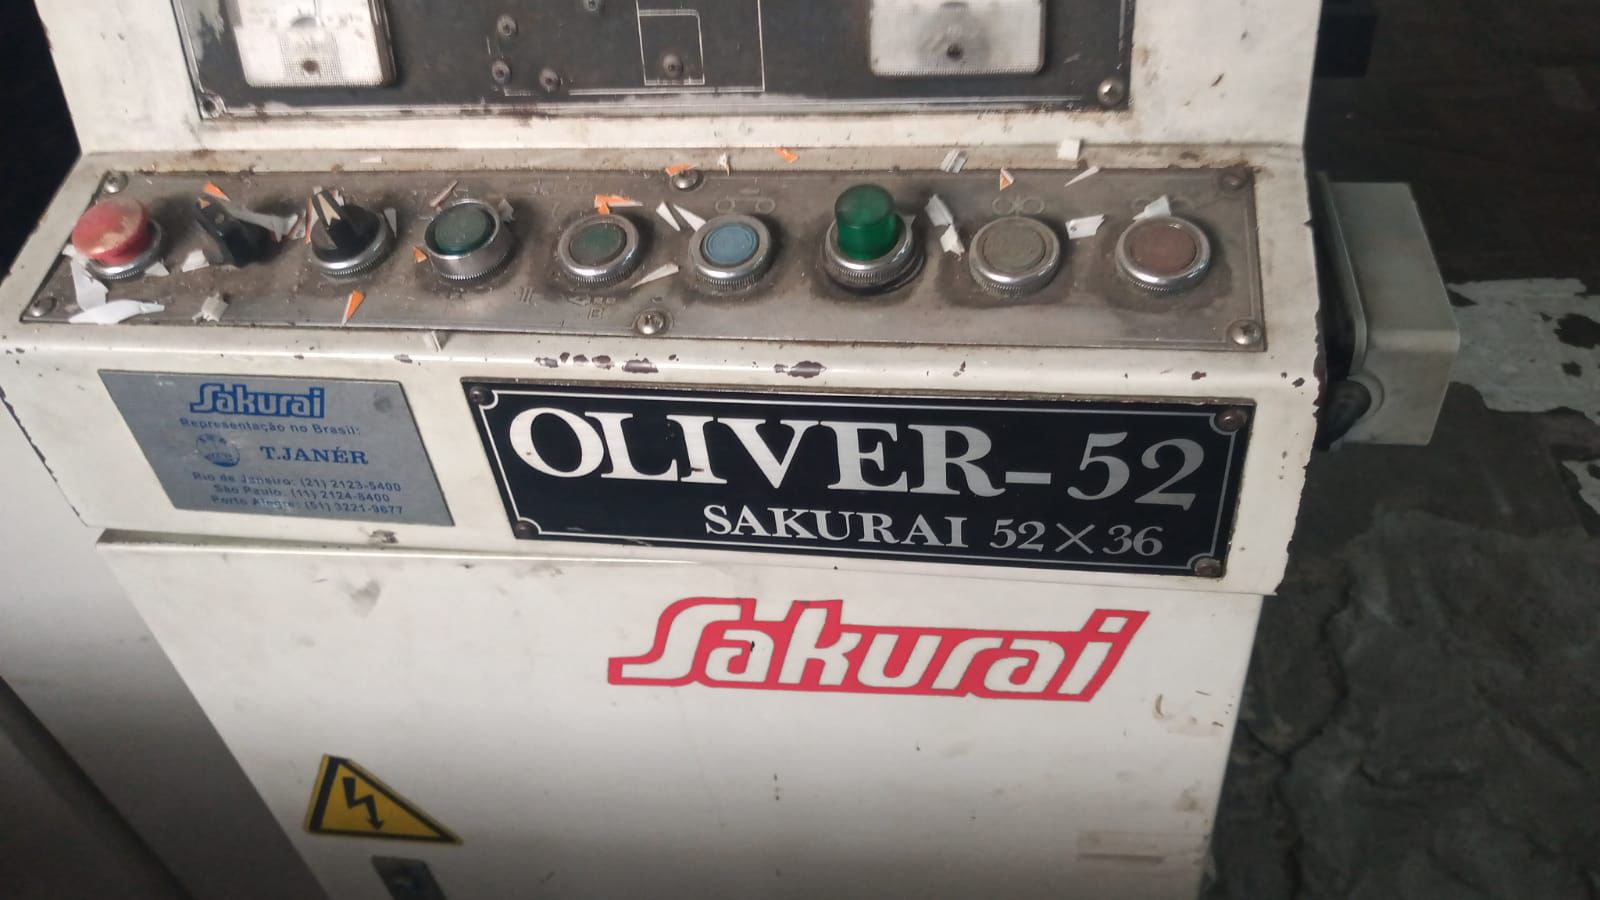 Sakurai
Representação no Brasil:
T.JANÉR
Rio de Janeiro: (21) 2123-5400
São Paulo: (11) 2124-8400
Porto Alegre: (51) 3221-9677
OLIVER-52
SAKURAI 52×36
Sakurai